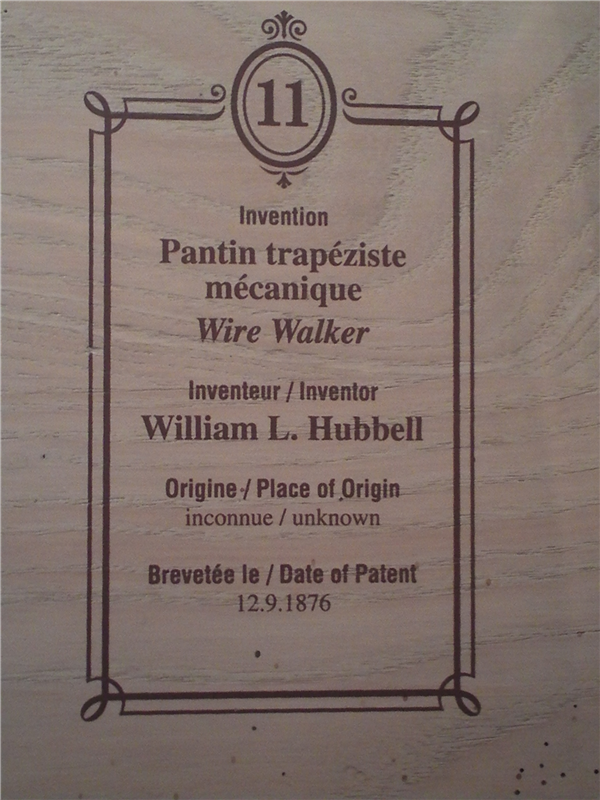 11
Invention
Pantin trapéziste
mécanique
Wire Walker
Inventeur / Inventor
William L. Hubbell
Origine / Place of Origin
inconnue / unknown
Brevetée le / Date of Patent
12.9.1876